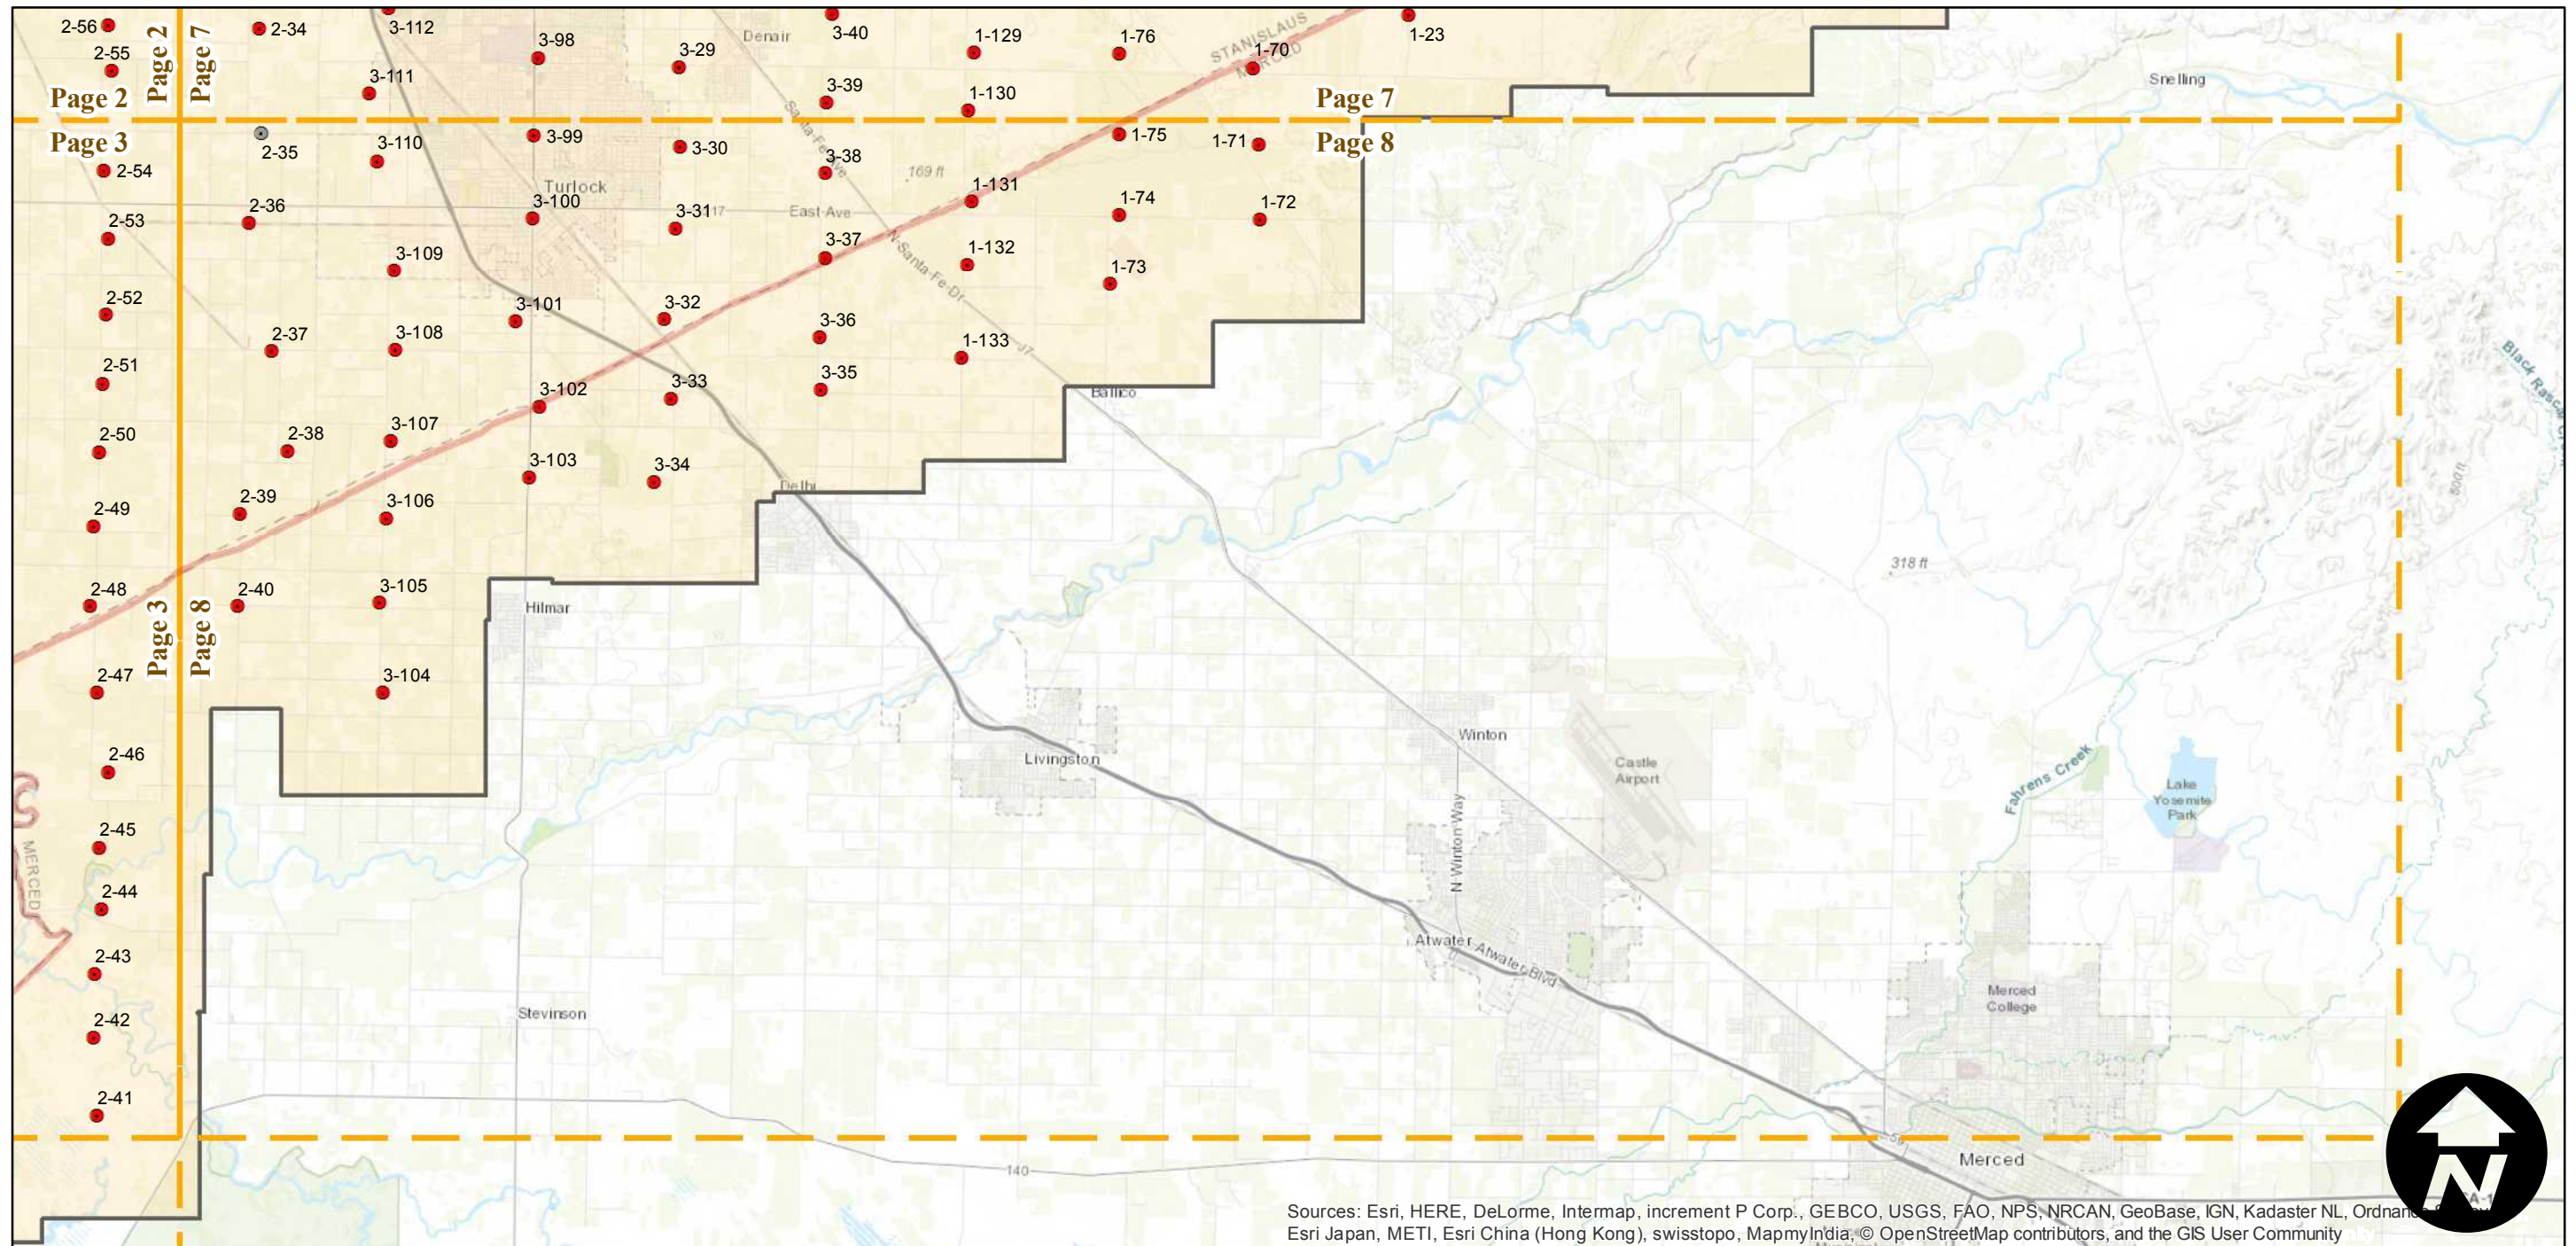 2-56
2-34
3-112
3-98
3-29
Denair
3-40
1-129
1-76
STANISLAUS
MERCED
1-70
1-23
2-55
Page 2
Page 7
3-111
3-39
1-130
Snelling
Page 2
Page 7
Page 3
Page 8
2-35
3-110
3-99
3-30
Santa Fe Ave
3-38
1-75
1-71
2-54
169 ft
Turlock
1-131
2-36
3-100
3-31
17
East Ave
1-74
1-72
2-53
3-37
1-132
3-109
N Santa Fe Dr
1-73
2-52
3-101
3-32
3-36
2-37
3-108
1-133
J7
Black Rascal Creek
2-51
3-102
3-33
3-35
Ballico
2-50
2-38
3-107
3-103
3-34
500 ft
Delhi
2-49
2-39
3-106
318 ft
2-48
2-40
3-105
Hilmar
Page 3
Page 8
2-47
3-104
Winton
2-46
Livingston
Castle
Airport
Fahrens Creek
Lake
Yosemite
Park
2-45
MERCED
N Winton Way
2-44
Atwater
Atwater Blvd
2-43
Merced
College
2-42
Stevinson
2-41
59
140
Merced
N
Sources: Esri, HERE, DeLorme, Intermap, increment P Corp., GEBCO, USGS, FAO, NPS, NRCAN, GeoBase, IGN, Kadaster NL, Ordnance
Esri Japan, METI, Esri China (Hong Kong), swisstopo, MapmyIndia, © OpenStreetMap contributors, and the GIS User Community